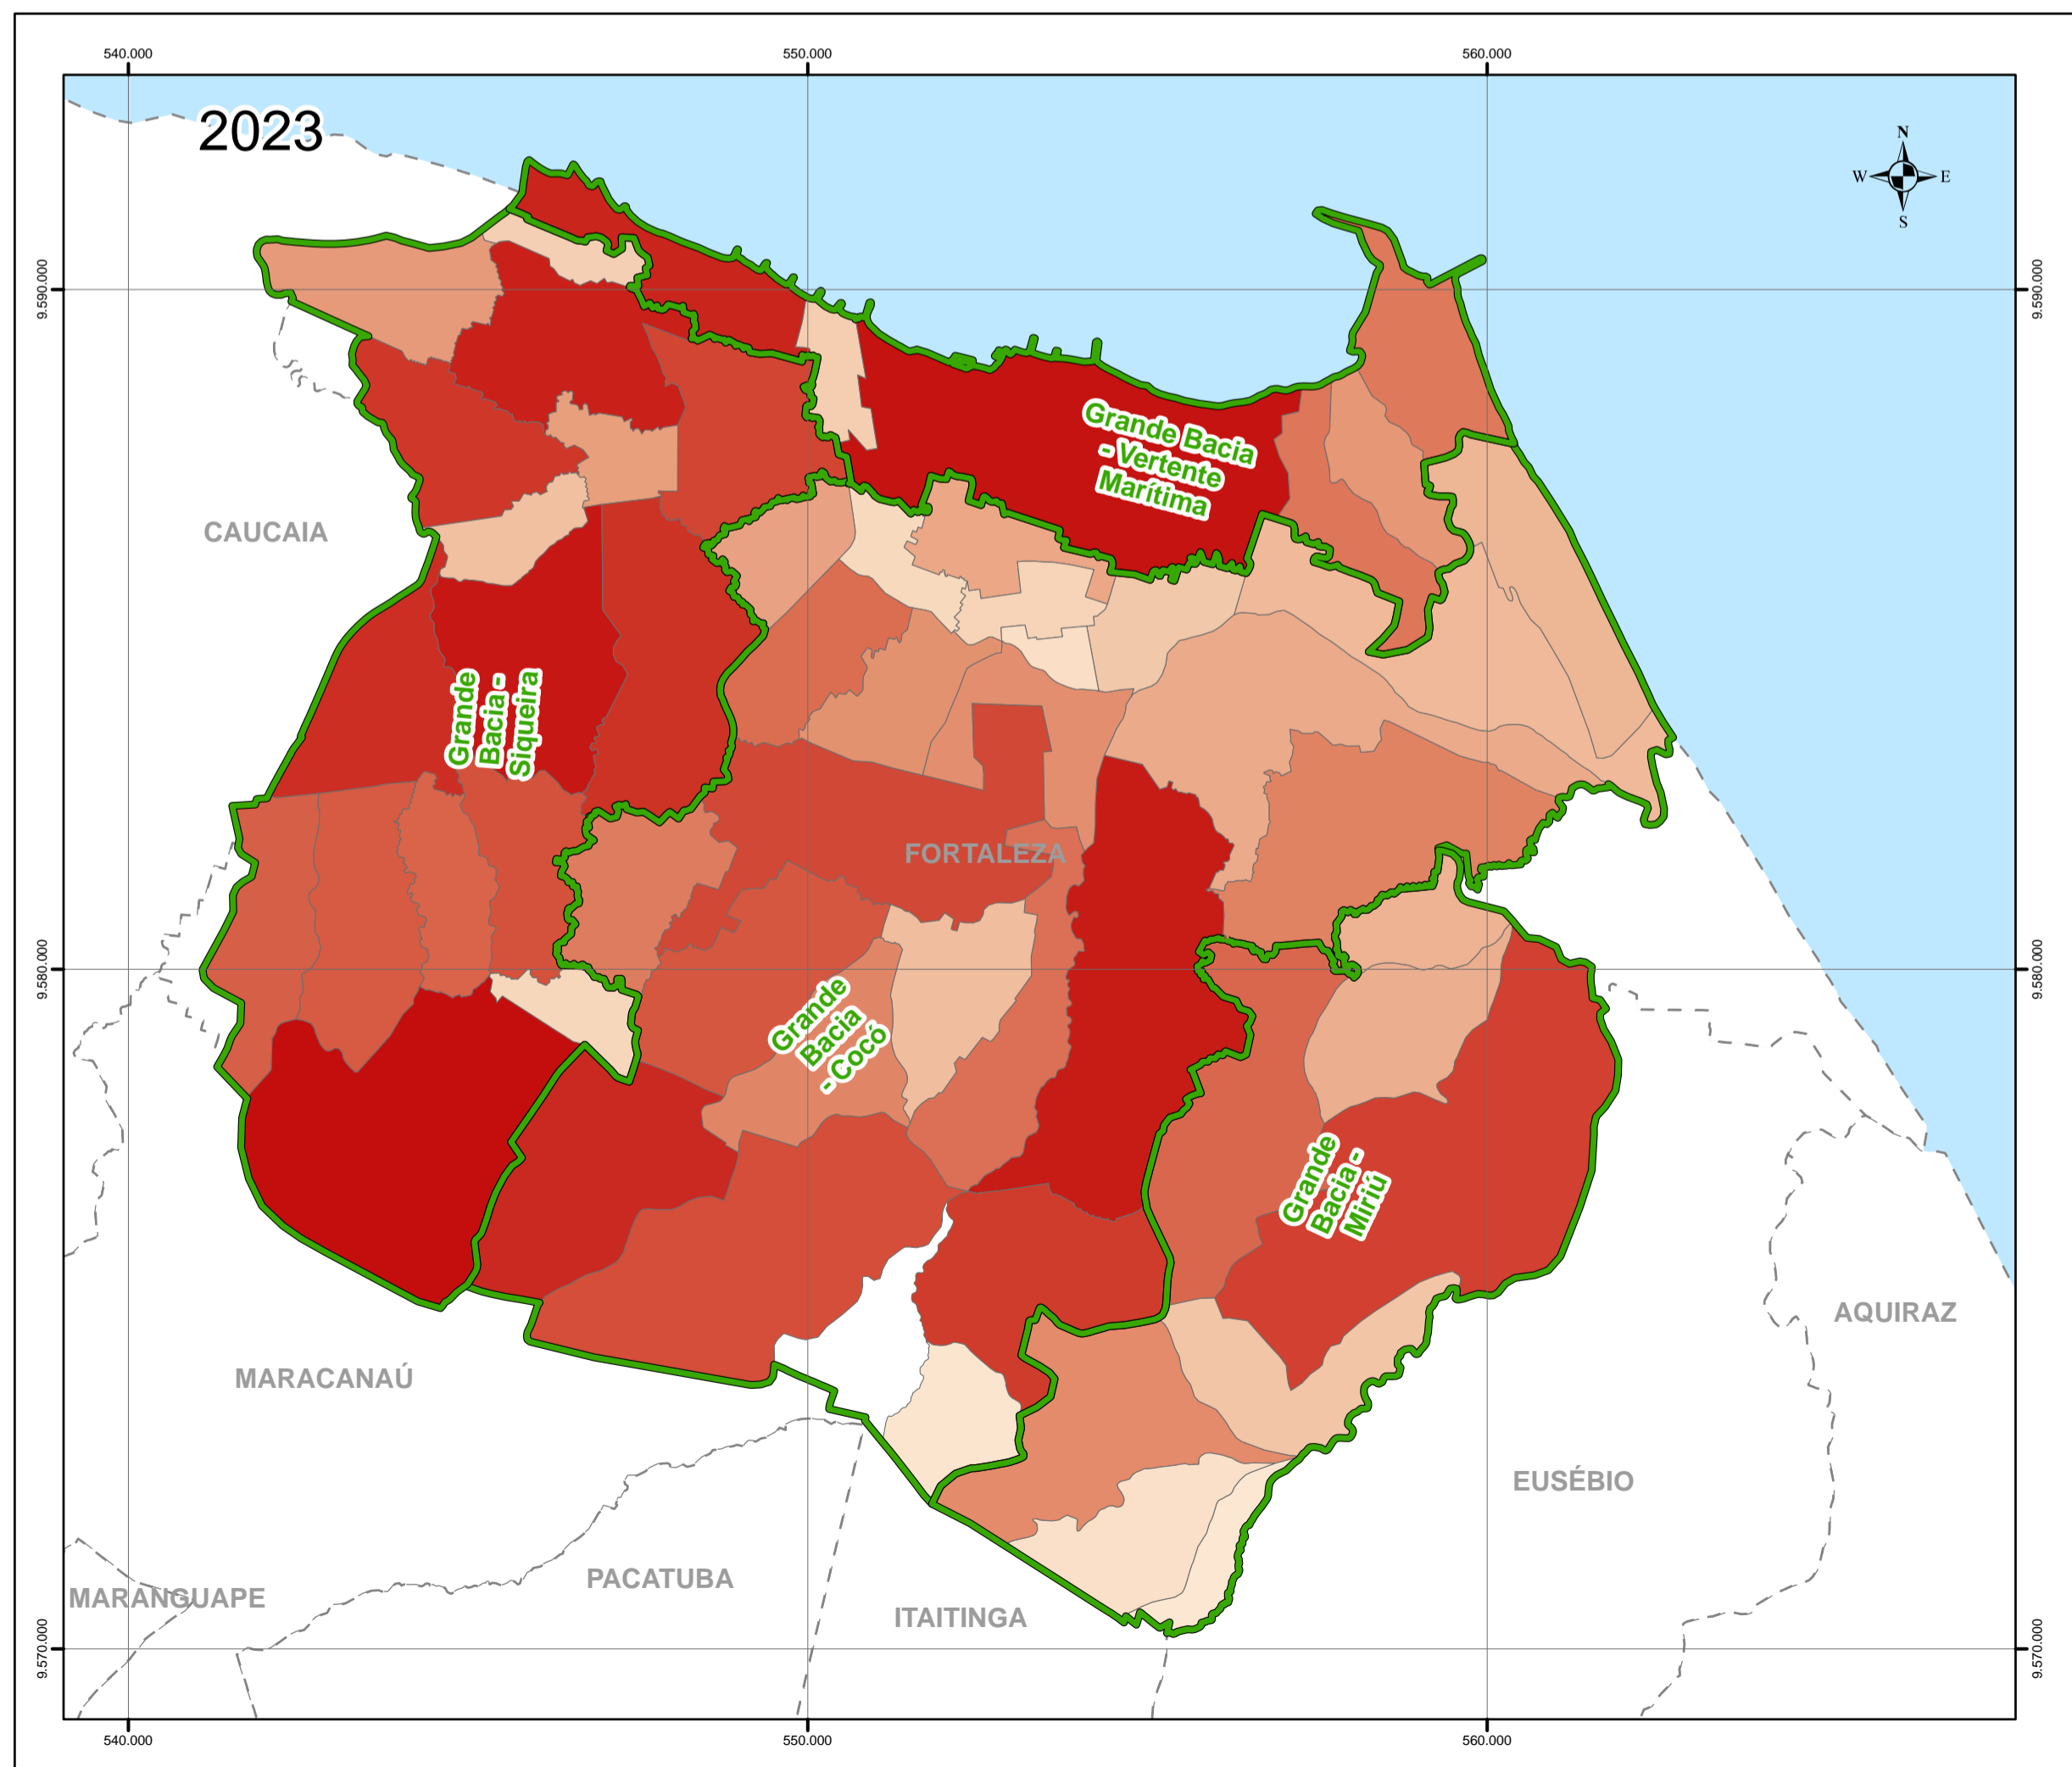 540.000
550.000
560.000
2023
N
W
E
S
9.590.000
9.590.000
Grande Bacia
- Vertente
Marítima
CAUCAIA
Grande
Bacia -
Siqueira
FORTALEZA
9.580.000
9.580.000
Grande
Bacia
- Cocó
Grande
Bacia -
Miriú
AQUIRAZ
MARACANAÚ
EUSÉBIO
PACATUBA
MARANGUAPE
ITAITINGA
9.570.000
9.570.000
540.000
550.000
560.000